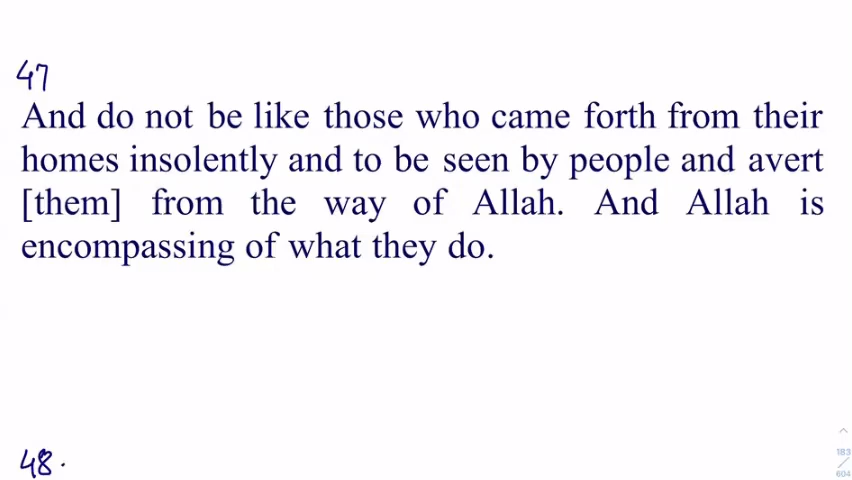 47
And do not be like those who came forth from their
homes insolently and to be seen by people and avert
[them] from the way of Allah. And Allah is
encompassing of what they do.
48.
183
/
604